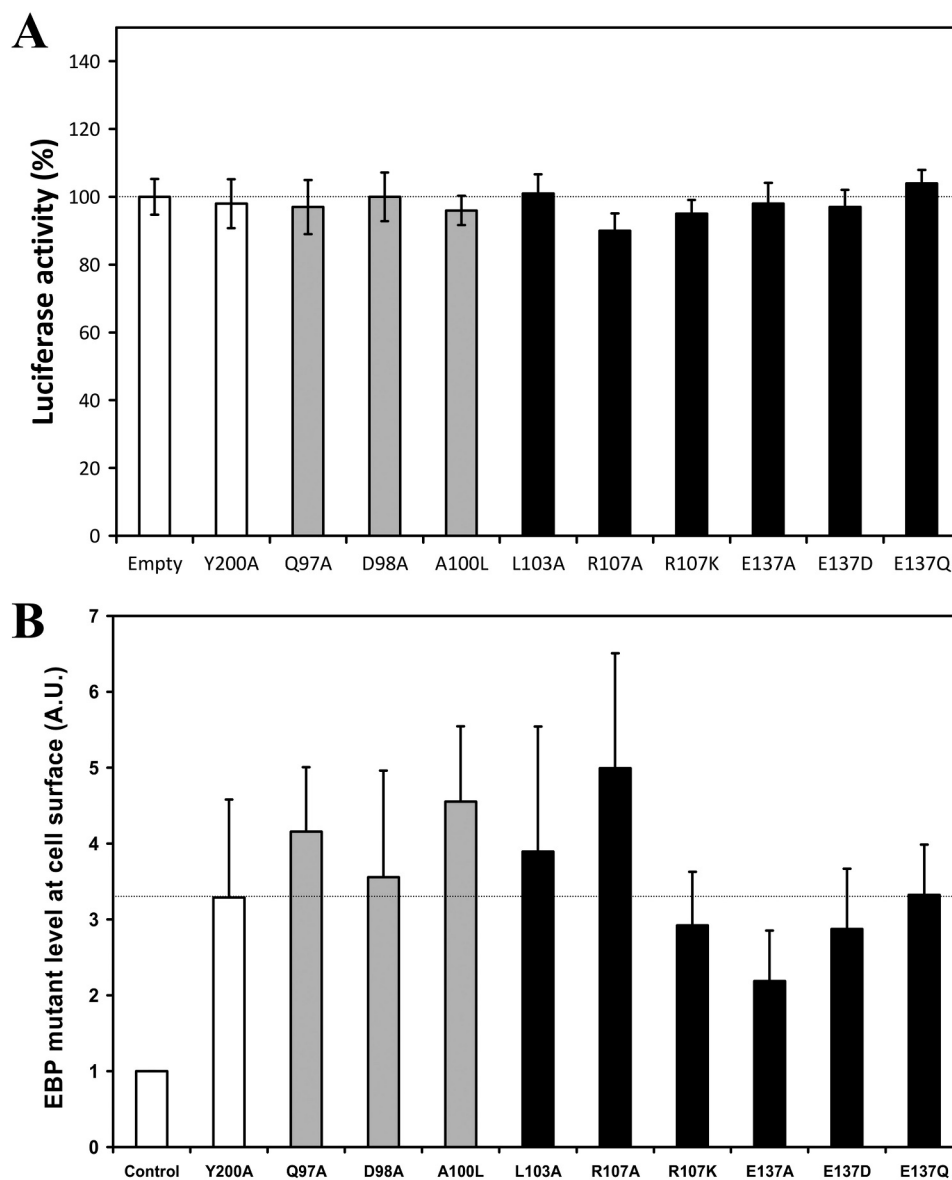 A
Luciferase activity (%)
140
120
100
80
60
40
20
0
Empty Y200A Q97A D98A A100L L103A R107A R107K E137A E137D E137Q
B
EBP mutant level at cell surface (A.U.)
7
6
5
4
3
2
1
0
Control Y200A Q97A D98A A100L L103A R107A R107K E137A E137D E137Q